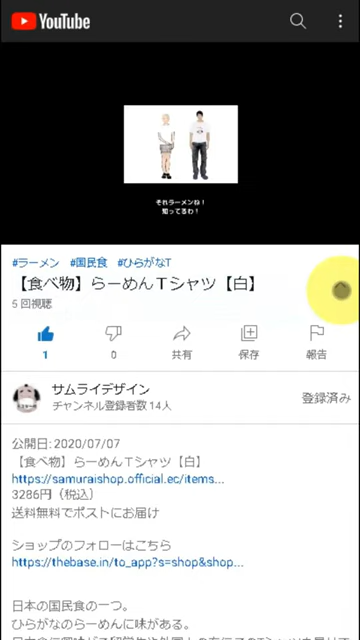 YouTube
それラーメンね！
知ってるわ！
#ラーメン #国民食 #ひらがなT
【食べ物】らーめんTシャツ【白】
5 回視聴
1
0
共有
保存
報告
サムライデザイン
チャンネル登録者数 14人
登録済み
公開日: 2020/07/07
【食べ物】らーめんTシャツ【白】
https://samuraishop.official.ec/items...
3286円（税込）
送料無料でポストにお届け
ショップのフォローはこちら
https://thebase.in/to_app?s=shop&shop...
日本の国民食の一つ。
ひらがなのらーめんに味がある。